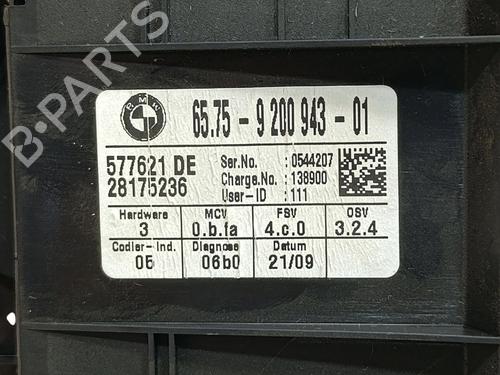 BMW
65.75 - 9 200 943 - 01
577621 DE
28175236
Ser.No. : 0544207
Charge.No.: 138900
User-ID : 111
Hardware MCV FSV OSV
3 0.b.fa 4.c.0 3.2.4
Codier-Ind. Diagnose Datum
05 06b0 21/09